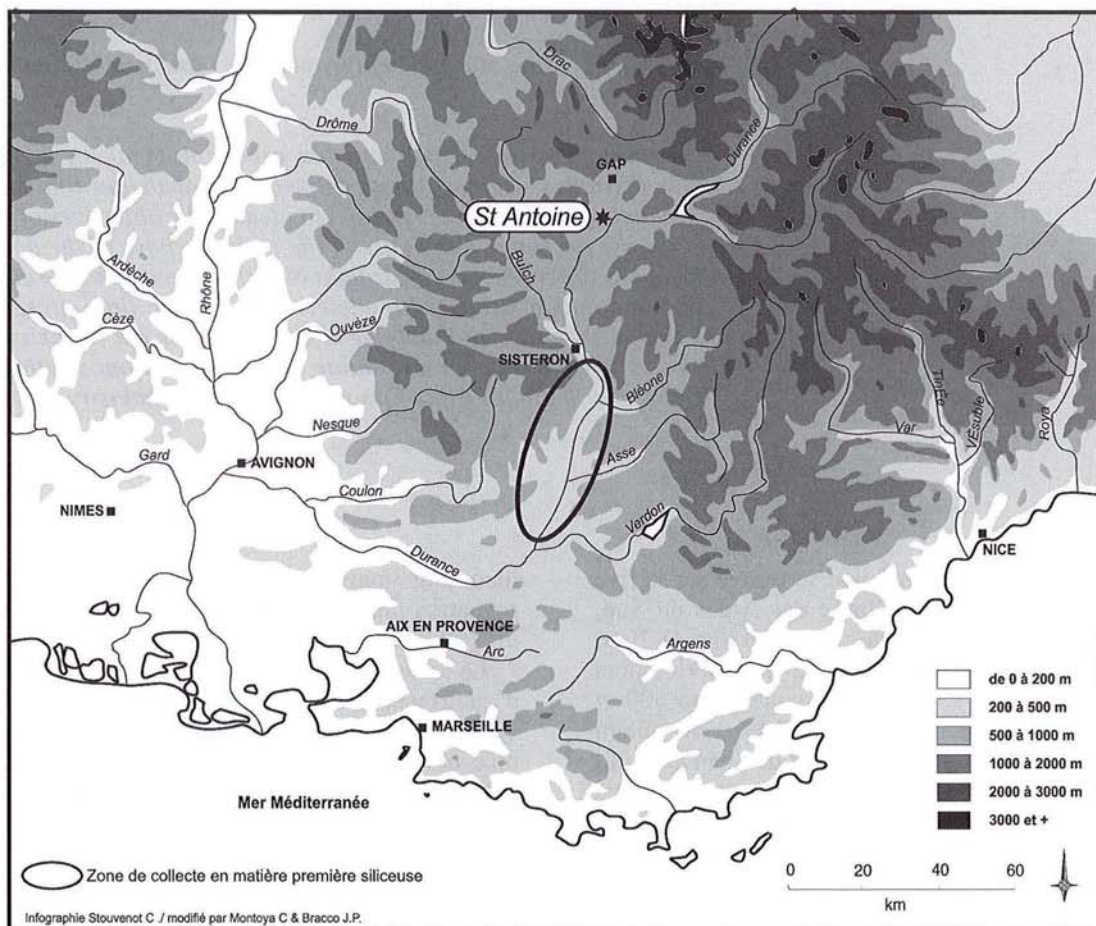 Drac
Drôme
Durance
GAP
St Antoine
Buîch
Ardèche
Rhône
Cèze
Ouvèze
SISTERON
Bléone
Nesque
TinÉe
VÉsuble
Roya
Var
Asse
Gard
AVIGNON
Coulon
NIMES
Verdon
Durance
NICE
AIX EN PROVENCE
Arc
Argens
MARSEILLE
Mer Méditerranée
de 0 à 200 m
200 à 500 m
500 à 1000 m
1000 à 2000 m
2000 à 3000 m
3000 et +
Zone de collecte en matière première siliceuse
0 20 40 60
km
Infographie Stouvenot C ./ modifié par Montoya C & Bracco J.P.